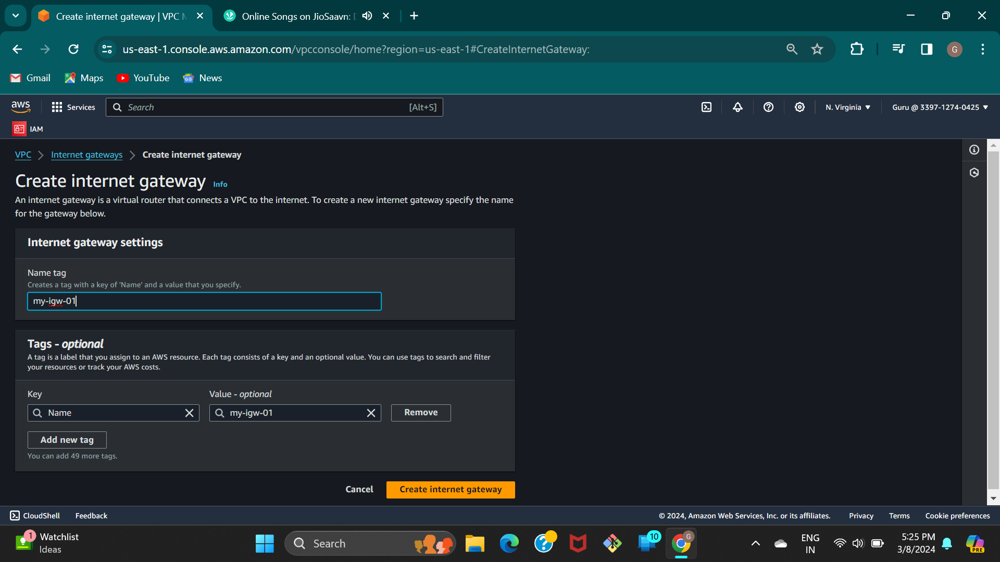 Create internet gateway | VPC M
Online Songs on JioSaavn: D
us-east-1.console.aws.amazon.com/vpcconsole/home?region=us-east-1#CreateInternetGateway:
G
Gmail
Maps
YouTube
News
aws
Services
Search
[Alt+S]
N. Virginia
Guru @ 3397-1274-0425
IAM
VPC
Internet gateways
Create internet gateway
Create internet gateway Info
An internet gateway is a virtual router that connects a VPC to the internet. To create a new internet gateway specify the name
for the gateway below.
Internet gateway settings
Name tag
Creates a tag with a key of 'Name' and a value that you specify.
my-igw-01
Tags - optional
A tag is a label that you assign to an AWS resource. Each tag consists of a key and an optional value. You can use tags to search and filter
your resources or track your AWS costs.
Key
Value - optional
Name
my-igw-01
Remove
Add new tag
You can add 49 more tags.
Cancel
Create internet gateway
CloudShell
Feedback
© 2024, Amazon Web Services, Inc. or its affiliates.
Privacy
Terms
Cookie preferences
1
Watchlist
Ideas
Search
10
G
ENG
IN
5:25 PM
3/8/2024
PRE